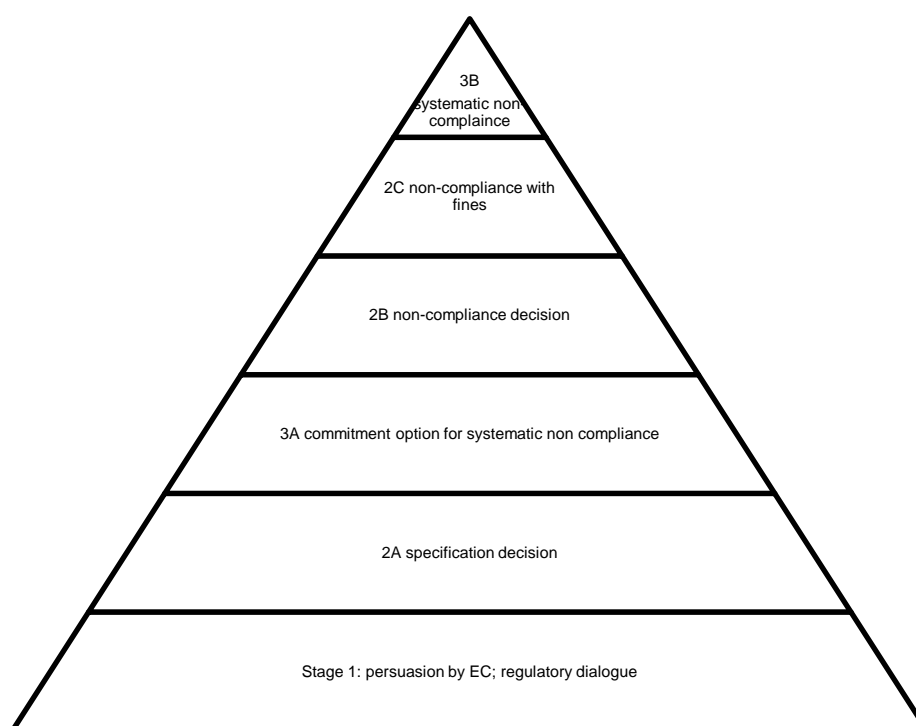 3B
systematic non-
complaince
2C non-compliance with
fines
2B non-compliance decision
3A commitment option for systematic non compliance
2A specification decision
Stage 1: persuasion by EC; regulatory dialogue